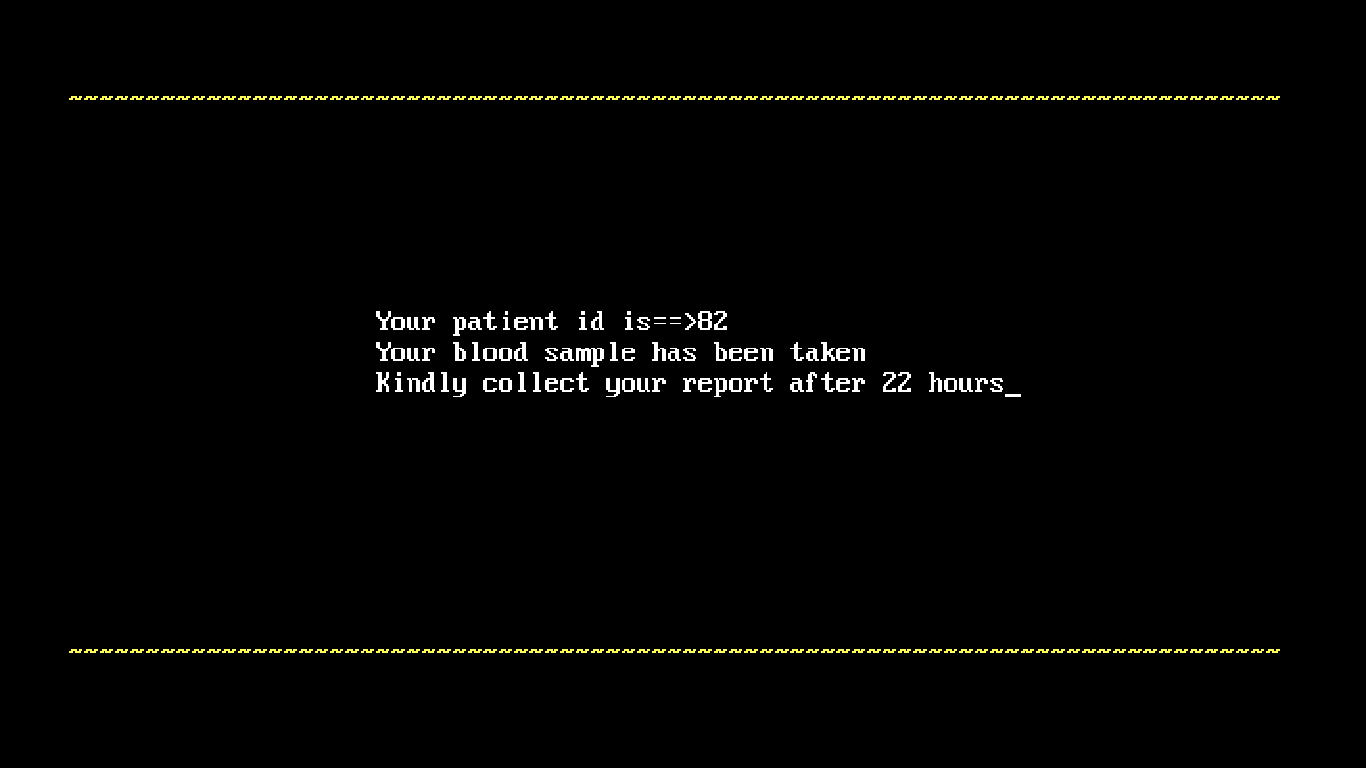 Your patient id is==>82
Your blood sample has been taken
Kindly collect your report after 22 hours_